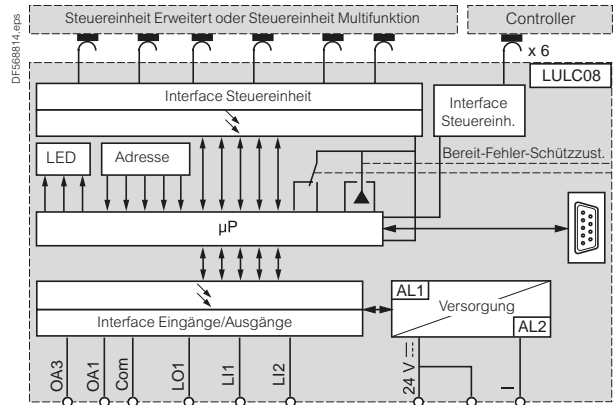 Steuereinheit Erweitert oder Steuereinheit Multifunktion
Controller
DF568814.eps
x 6
LULC08
Interface Steuereinheit
Interface
Steuereinh.
LED
Adresse
Bereit-Fehler-Schützzust.
µP
AL1
Versorgung
AL2
Interface Eingänge/Ausgänge
OA3
OA1
Com
LO1
LI1
LI2
24 V
I